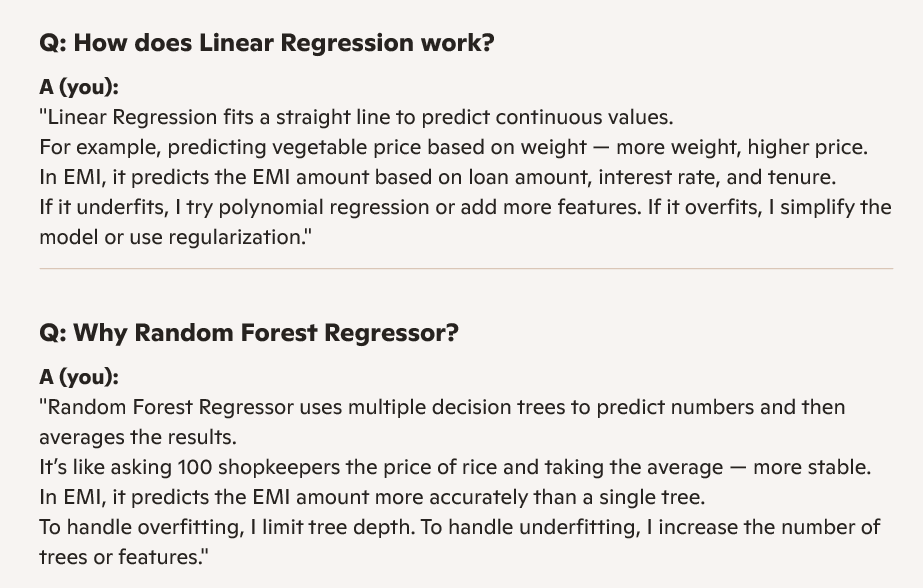 Q: How does Linear Regression work?
A (you):
"Linear Regression fits a straight line to predict continuous values.
For example, predicting vegetable price based on weight — more weight, higher price.
In EMI, it predicts the EMI amount based on loan amount, interest rate, and tenure.
If it underfits, I try polynomial regression or add more features. If it overfits, I simplify the
model or use regularization."
Q: Why Random Forest Regressor?
A (you):
"Random Forest Regressor uses multiple decision trees to predict numbers and then
averages the results.
It’s like asking 100 shopkeepers the price of rice and taking the average — more stable.
In EMI, it predicts the EMI amount more accurately than a single tree.
To handle overfitting, I limit tree depth. To handle underfitting, I increase the number of
trees or features."